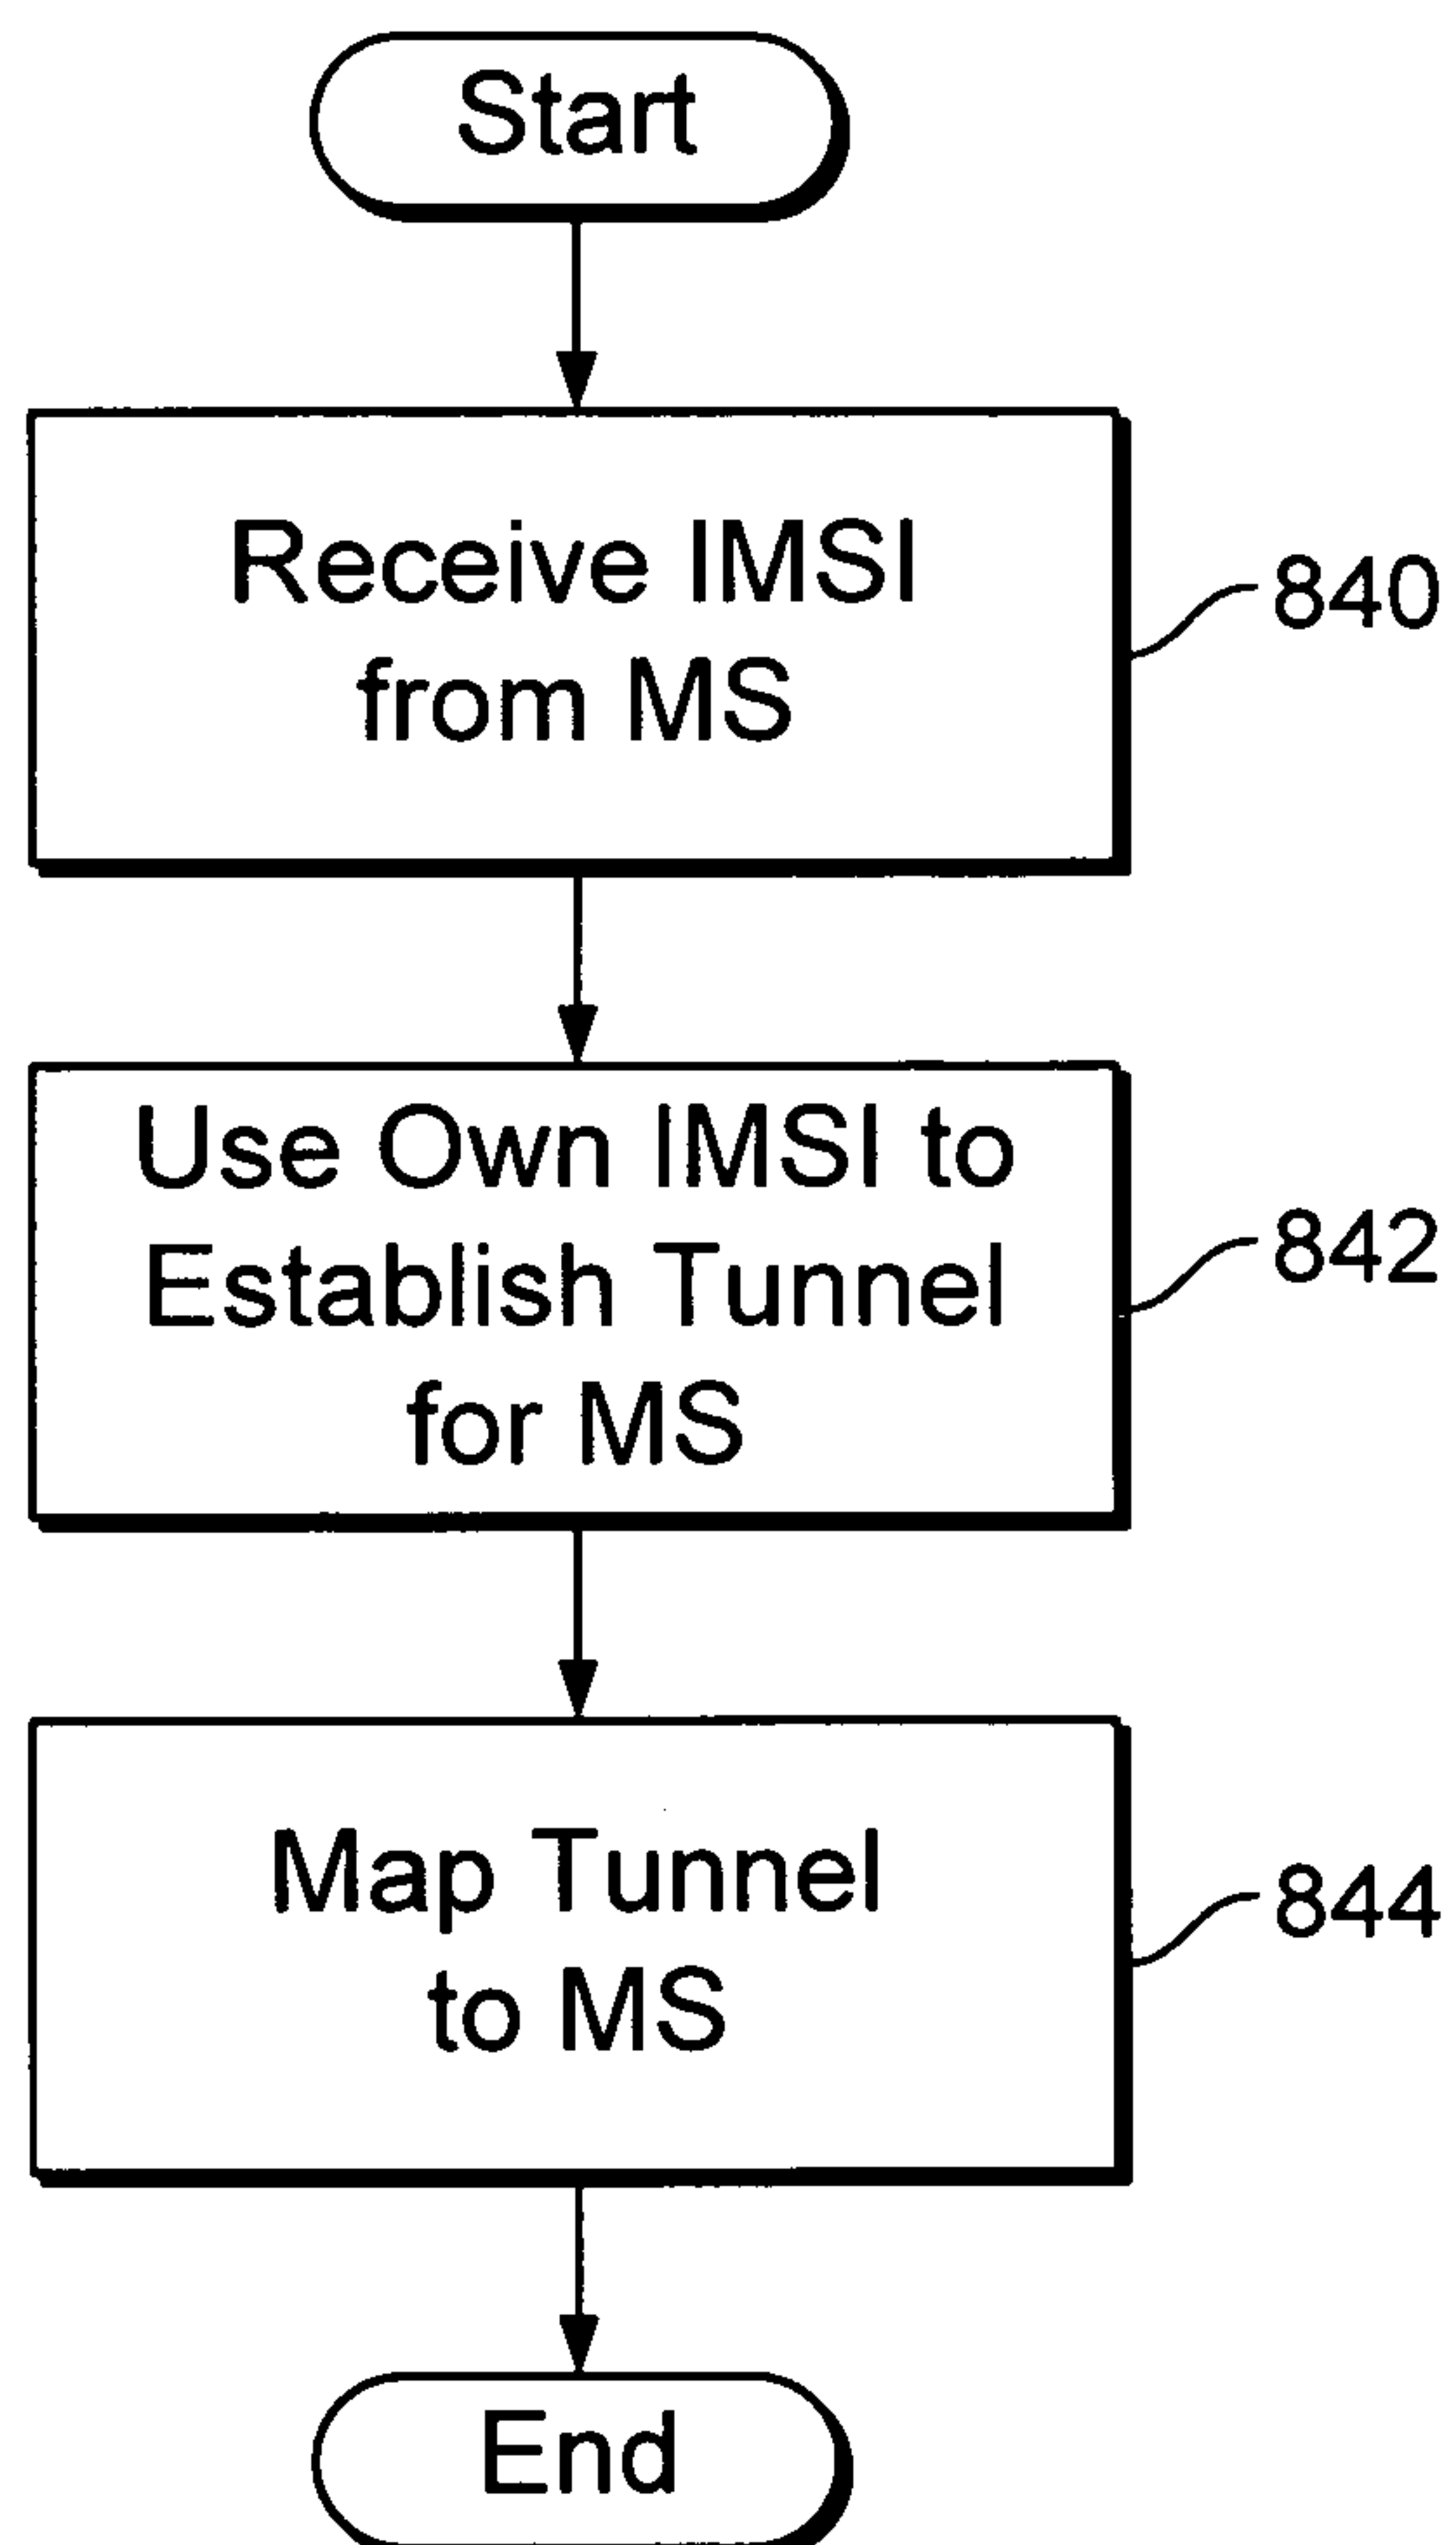 Start
Receive IMSI
from MS
840
Use Own IMSI to
Establish Tunnel
for MS
842
Map Tunnel
to MS
844
End